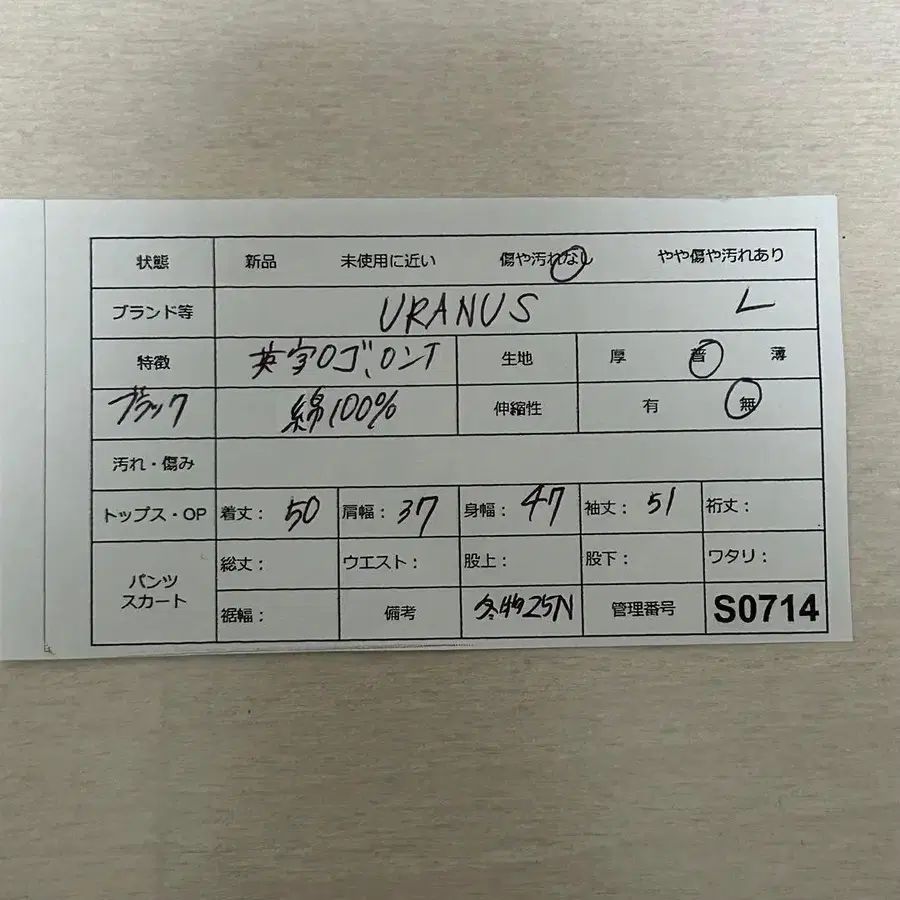 状態 新品 未使用に近い 傷や汚れなし やや傷や汚れあり
ブランド等 URANUS L
特徴 英字ロゴ、ロンT 生地 厚 普 薄
ブラック 綿100% 伸縮性 有 無
汚れ・傷み
トップス・OP 着丈: 50 肩幅: 37 身幅: 47 袖丈: 51 裄丈:
パンツ スカート 総丈: ウエスト: 股上: 股下: ワタリ:
裾幅: 備考 冬物25N 管理番号 S0714